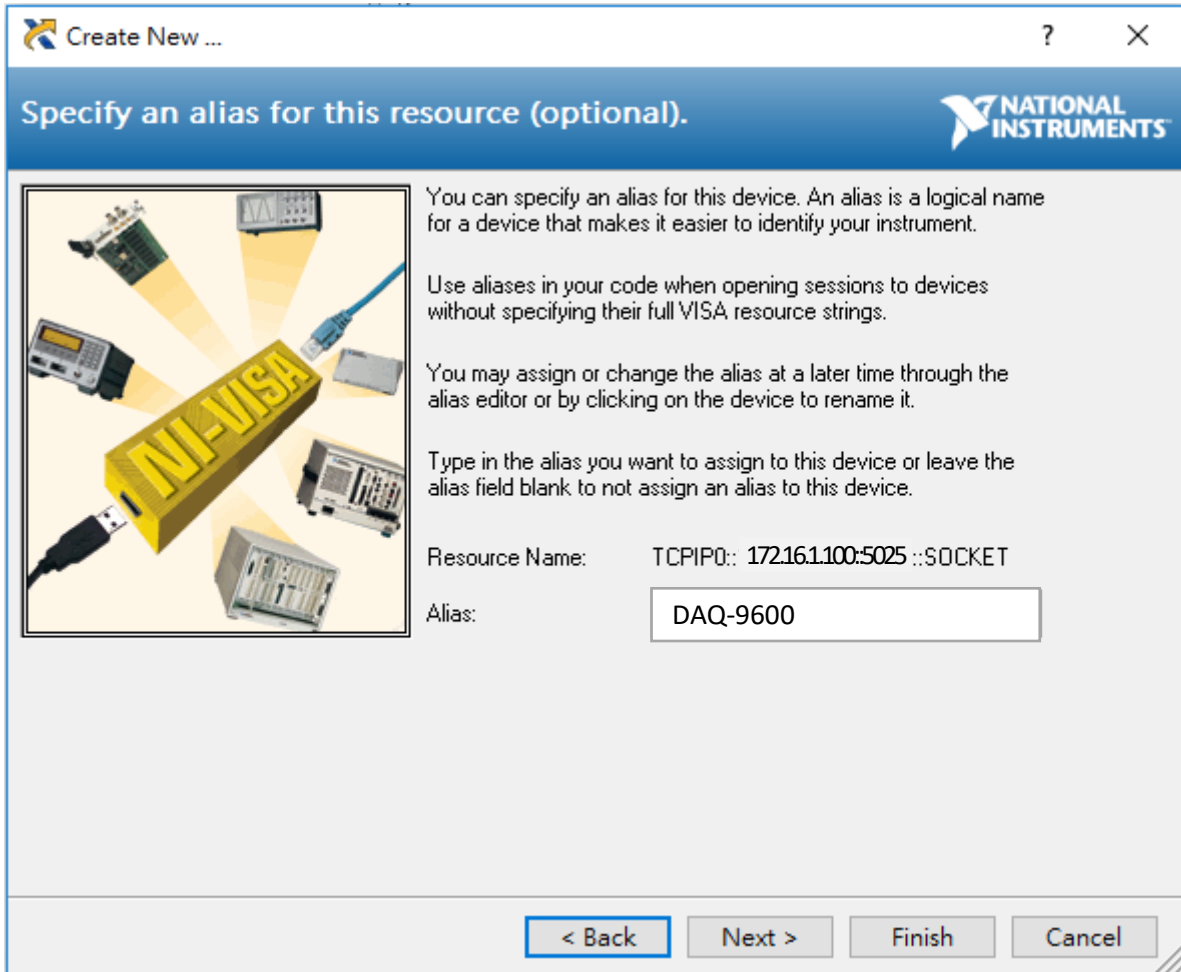 Create New ...
?
Specify an alias for this resource (optional).
NATIONAL
INSTRUMENTS
You can specify an alias for this device. An alias is a logical name
for a device that makes it easier to identify your instrument.
Use aliases in your code when opening sessions to devices
without specifying their full VISA resource strings.
You may assign or change the alias at a later time through the
alias editor or by clicking on the device to rename it.
Type in the alias you want to assign to this device or leave the
alias field blank to not assign an alias to this device.
NI-VISA
Resource Name: TCPIP0:: 172.16.1.100::5025 ::SOCKET
Alias: DAQ-9600
< Back Next > Finish Cancel